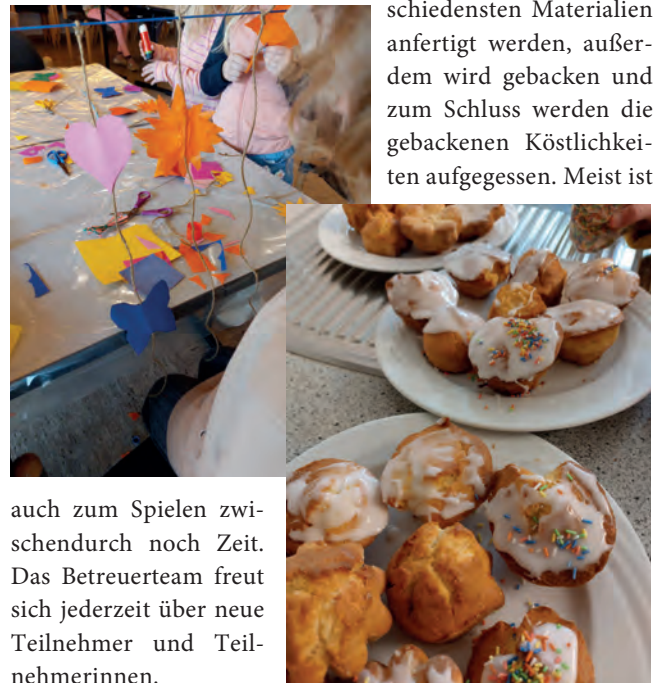 schiedensten Materialien
anfertigt werden, außer-
dem wird gebacken und
zum Schluss werden die
gebackenen Köstlichkei-
ten aufgegessen. Meist ist
auch zum Spielen zwi-
schendurch noch Zeit.
Das Betreuerteam freut
sich jederzeit über neue
Teilnehmer und Teil-
nehmerinnen.